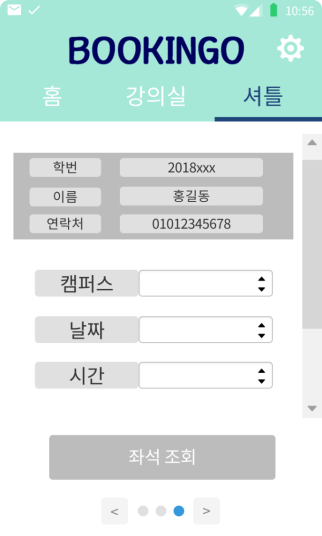 10:56
BOOKINGO
홈 강의실 셔틀
학번 2018xxx
이름 홍길동
연락처 01012345678
캠퍼스
날짜
시간
좌석 조회
< >